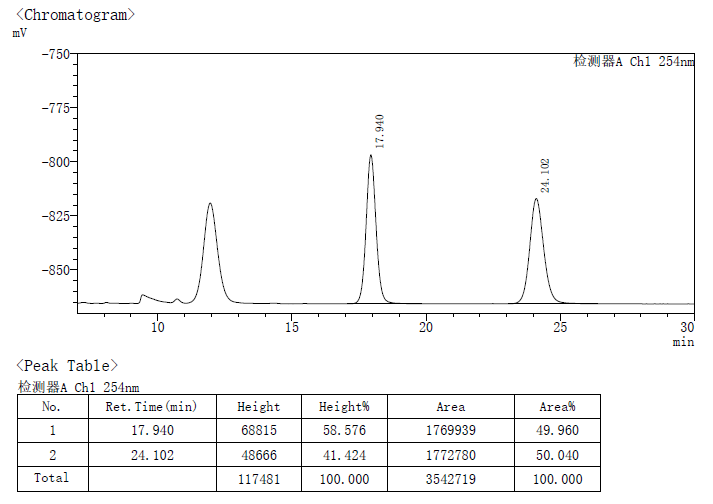 <Chromatogram>
mV
检测器A Ch1 254nm
-750
-775
-800
-825
-850
17.940
24.102
10 15 20 25 30
min
<Peak Table>
检测器A Ch1 254nm
No. Ret.Time(min) Height Height% Area Area%
1 17.940 68815 58.576 1769939 49.960
2 24.102 48666 41.424 1772780 50.040
Total 117481 100.000 3542719 100.000